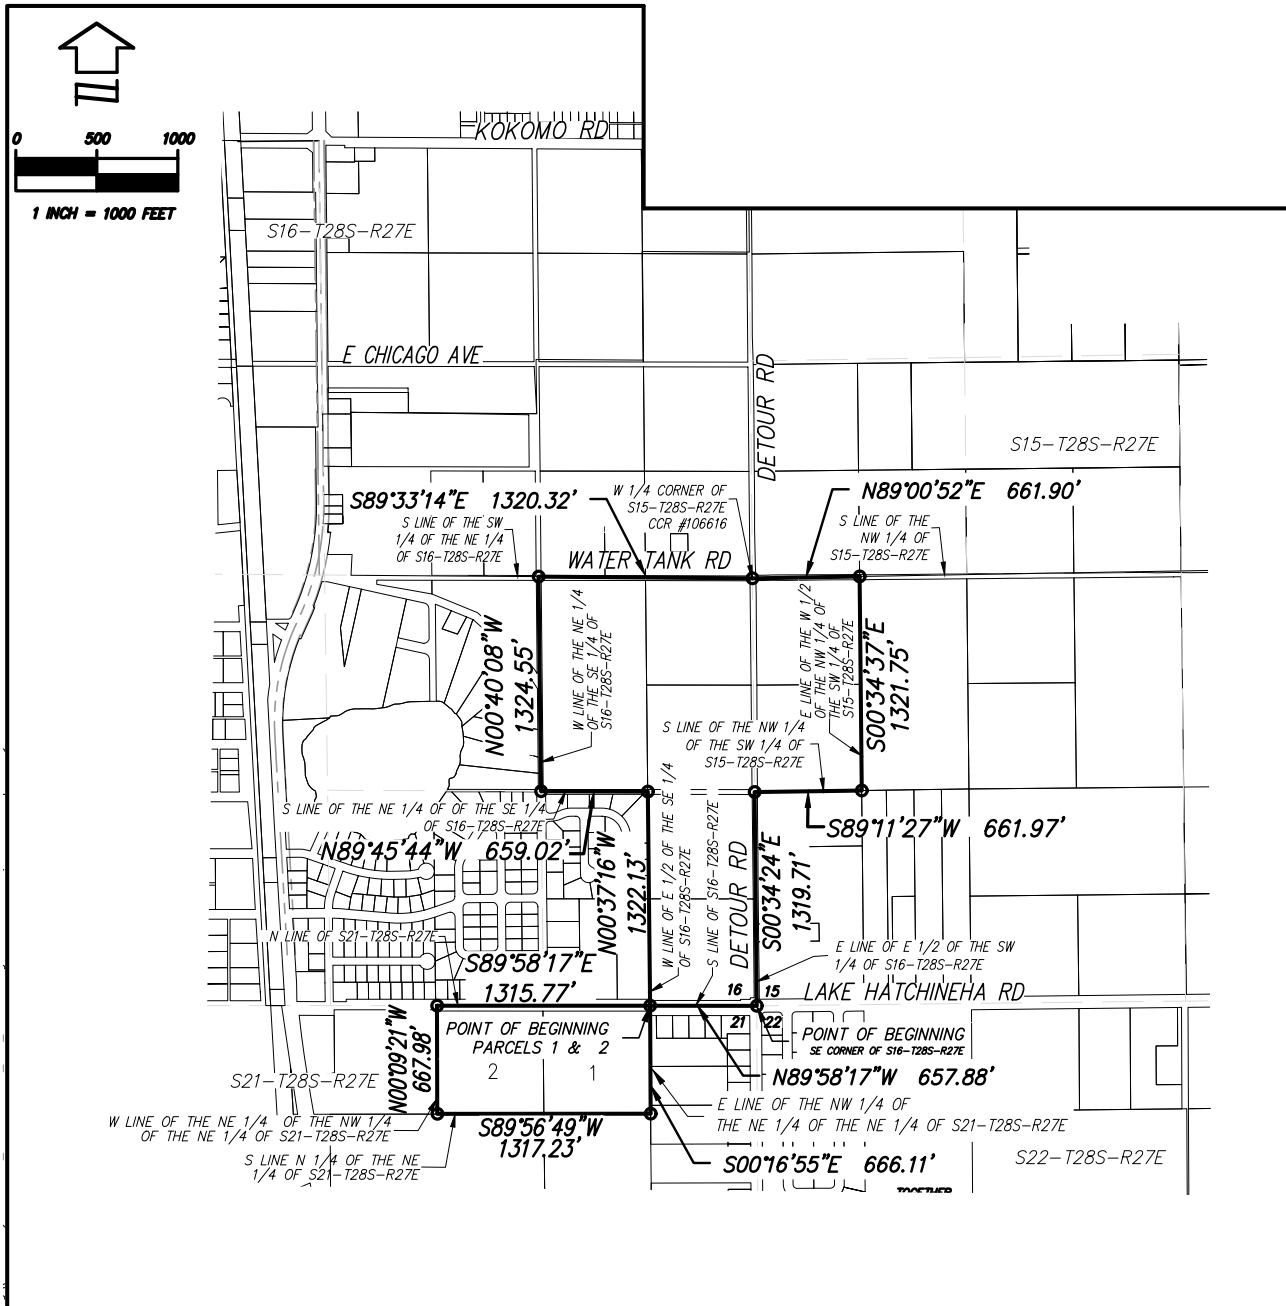 0 500 1000
1 INCH = 1000 FEET
KOKOMO RD
S16-T28S-R27E
E CHICAGO AVE
DETOUR RD
S15-T28S-R27E
S89°33'14"E 1320.32'
W 1/4 CORNER OF
S15-T28S-R27E
CCR #106616
N89°00'52"E 661.90'
S LINE OF THE SW
1/4 OF THE NE 1/4
OF S16-T28S-R27E
S LINE OF THE
NW 1/4 OF
S15-T28S-R27E
WATER TANK RD
N00°40'08"W
1324.55'
W LINE OF THE NE 1/4
OF THE SE 1/4 OF
S16-T28S-R27E
E LINE OF THE W 1/2
OF THE NW 1/4 OF
THE SW 1/4 OF
S15-T28S-R27E
S00°34'37"E
1321.75'
S LINE OF THE NW 1/4
OF THE SW 1/4 OF
S15-T28S-R27E
S LINE OF THE NE 1/4 OF OF THE SE 1/4
OF S16-T28S-R27E
S89°11'27"W 661.97'
N89°45'44"W 659.02'
N00°37'16"W
1322.13'
W LINE OF E 1/2 OF THE SE 1/4
OF S16-T28S-R27E
S LINE OF S16-T28S-R27E
DETOUR RD
S00°34'24"E
1319.71'
N LINE OF S21-T28S-R27E
E LINE OF E 1/2 OF THE SW
1/4 OF S16-T28S-R27E
S89°58'17"E
1315.77'
16 15
LAKE HATCHINEHA RD
21 22
POINT OF BEGINNING
PARCELS 1 & 2
POINT OF BEGINNING
SE CORNER OF S16-T28S-R27E
N00°09'21"W
667.98'
2 1
S21-T28S-R27E
N89°58'17"W 657.88'
E LINE OF THE NW 1/4 OF
THE NE 1/4 OF THE NE 1/4 OF S21-T28S-R27E
W LINE OF THE NE 1/4 OF THE NW 1/4
OF THE NE 1/4 OF S21-T28S-R27E
S89°56'49"W
1317.23'
S LINE N 1/4 OF THE NE
1/4 OF S21-T28S-R27E
S00°16'55"E 666.11'
S22-T28S-R27E
TOGETHER